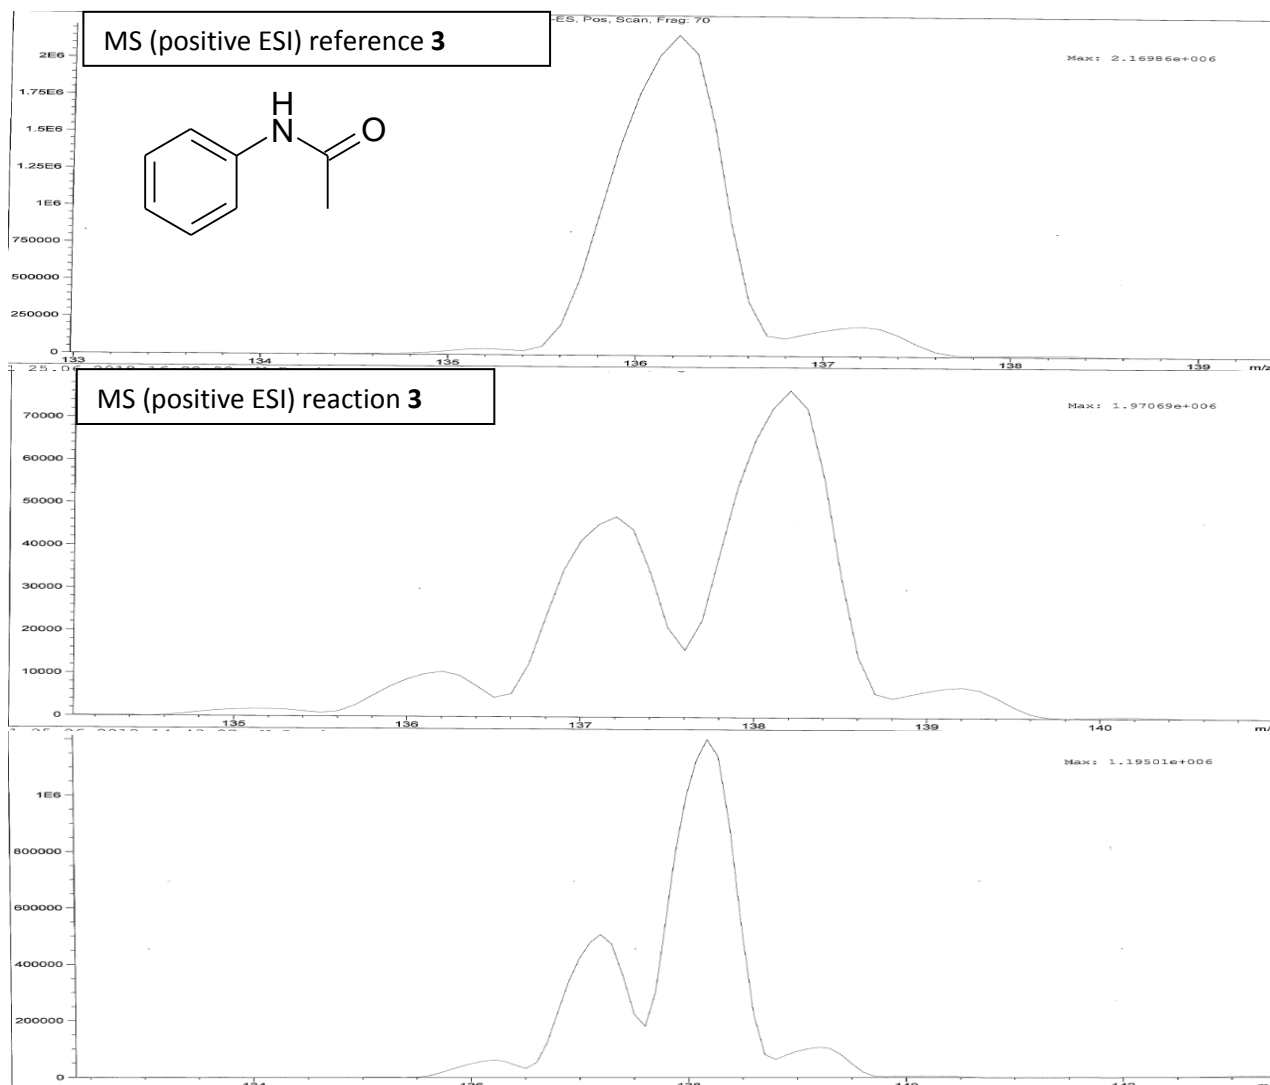 -ES, Pos, Scan, Frag: 70
MS (positive ESI) reference 3
Max: 2.16986e+006
2E6
1.75E6
1.5E6
1.25E6
1E6
750000
500000
250000
0
H
N
O
133 134 135 136 137 138 139 m/z
MS (positive ESI) reaction 3
Max: 1.97069e+006
70000
60000
50000
40000
30000
20000
10000
0
135 136 137 138 139 140
Max: 1.19501e+006
1E6
800000
600000
400000
200000
0